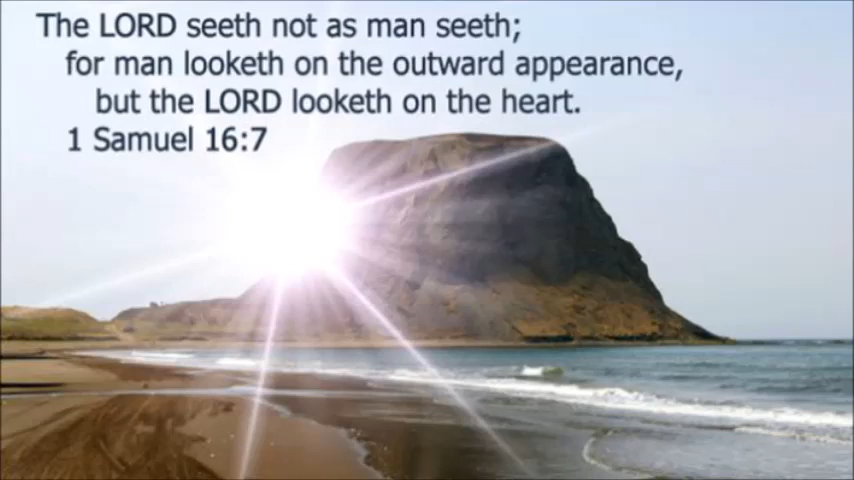 The LORD seeth not as man seeth;
for man looketh on the outward appearance,
but the LORD looketh on the heart.
1 Samuel 16:7